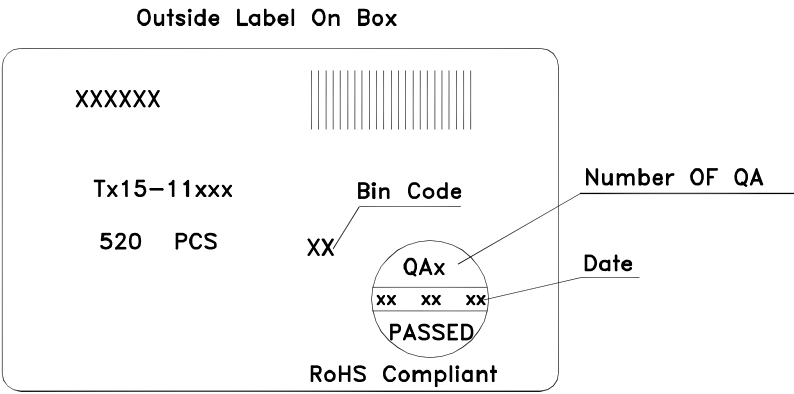 Outside Label On Box
XXXXXX
Tx15-11xxx
Bin Code
Number OF QA
520 PCS
XX
QAx
Date
xx xx xx
PASSED
RoHS Compliant